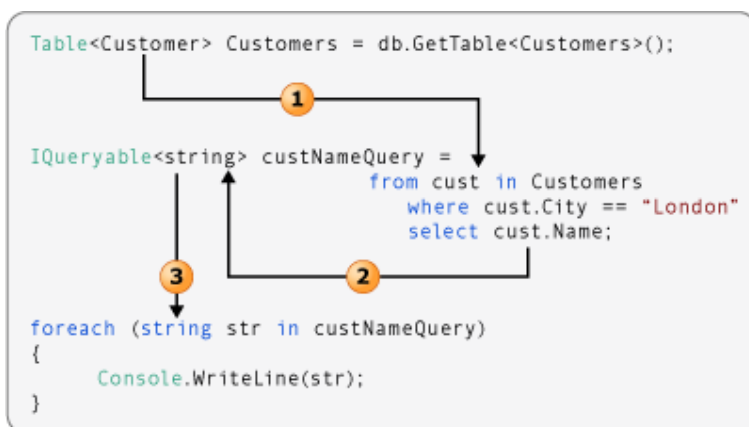 Table<Customer> Customers = db.GetTable<Customers>();
1
IQueryable<string> custNameQuery =
from cust in Customers
where cust.City == “London”
select cust.Name;
3
2
foreach (string str in custNameQuery)
{
Console.WriteLine(str);
}